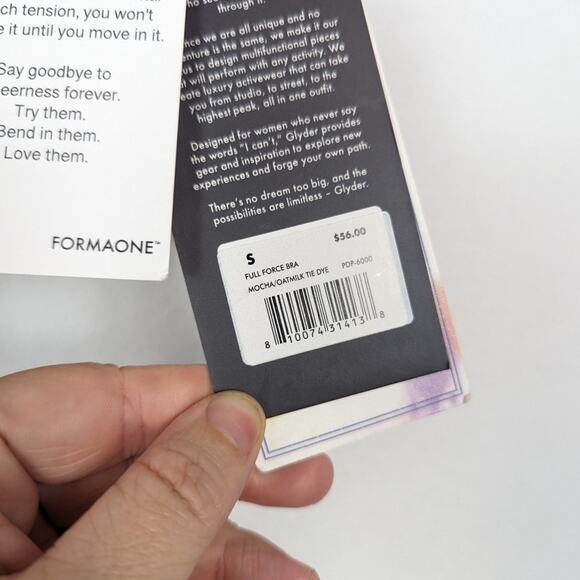 ch tension, you won't
e it until you move in it.
Say goodbye to
eerness forever.
Try them.
Bend in them.
Love them.
FORMAONE™
through it.
nce we are all unique and no
nture is the same, we make it our
us to design multifunctional pieces
t will perform with any activity. We
eate luxury activewear that can take
you from studio, to street, to the
highest peak, all in one outfit.
Designed for women who never say
the words "I can't," Glyder provides
gear and inspiration to explore new
experiences and forge your own path.
There's no dream too big, and the
possibilities are limitless – Glyder.
S $56.00
FULL FORCE BRA
MOCHA/OATMILK TIE DYE PDP-6000
8 10074 31413 8